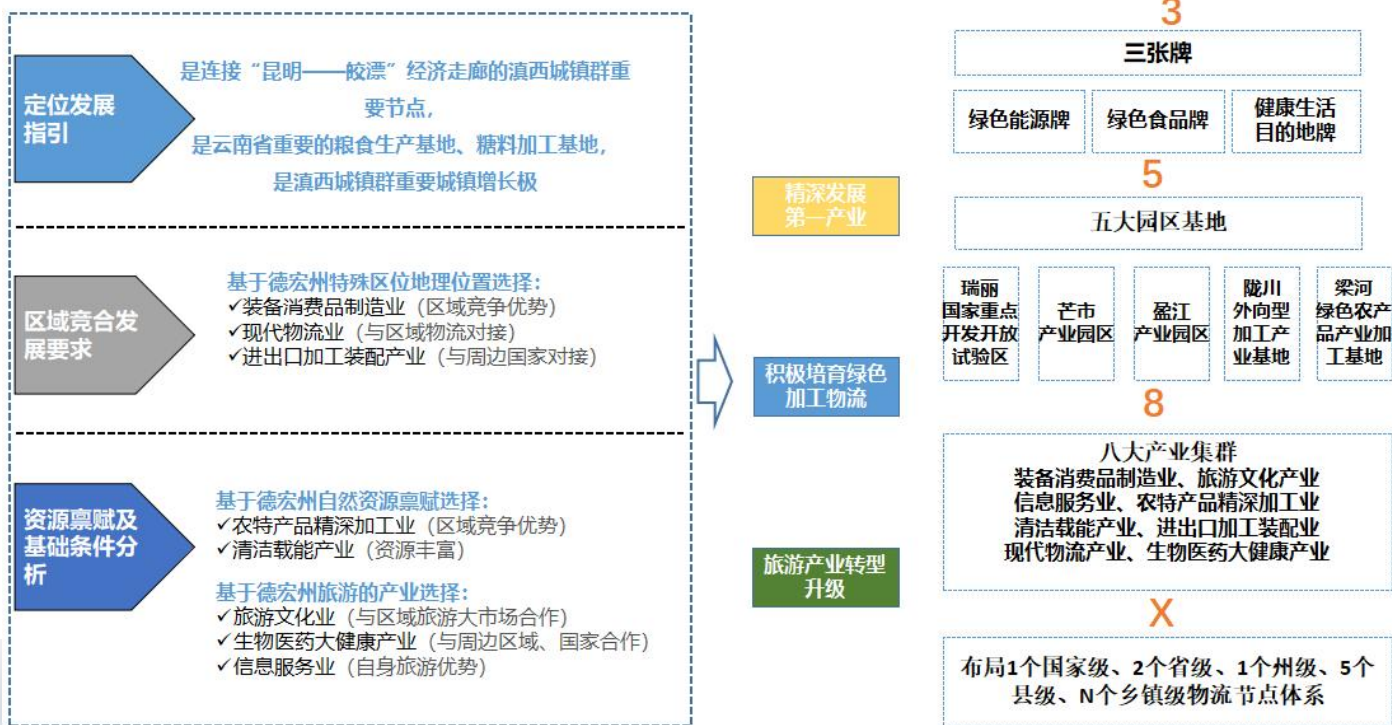 定位发展
指引
是连接“昆明——皎漂”经济走廊的滇西城镇群重
要节点，
是云南省重要的粮食生产基地、糖料加工基地，
是滇西城镇群重要城镇增长极
区域竞合发
展要求
基于德宏州特殊区位地理位置选择：
✓装备消费品制造业（区域竞争优势）
✓现代物流业（与区域物流对接）
✓进出口加工装配产业（与周边国家对接）
资源禀赋及
基础条件分
析
基于德宏州自然资源禀赋选择：
✓农特产品精深加工业（区域竞争优势）
✓清洁载能产业（资源丰富）
基于德宏州旅游的产业选择：
✓旅游文化业（与区域旅游大市场合作）
✓生物医药大健康产业（与周边区域、国家合作）
✓信息服务业（自身旅游优势）
精深发展
第一产业
积极培育绿色
加工物流
旅游产业转型
升级
3
三张牌
绿色能源牌
绿色食品牌
健康生活
目的地牌
5
五大园区基地
瑞丽
国家重点
开发开放
试验区
芒市
产业园区
盈江
产业园区
陇川
外向型
加工产
业基地
梁河
绿色农产
品产业加
工基地
8
八大产业集群
装备消费品制造业、旅游文化产业
信息服务业、农特产品精深加工业
清洁载能产业、进出口加工装配业
现代物流产业、生物医药大健康产业
X
布局1个国家级、2个省级、1个州级、5个
县级、N个乡镇级物流节点体系